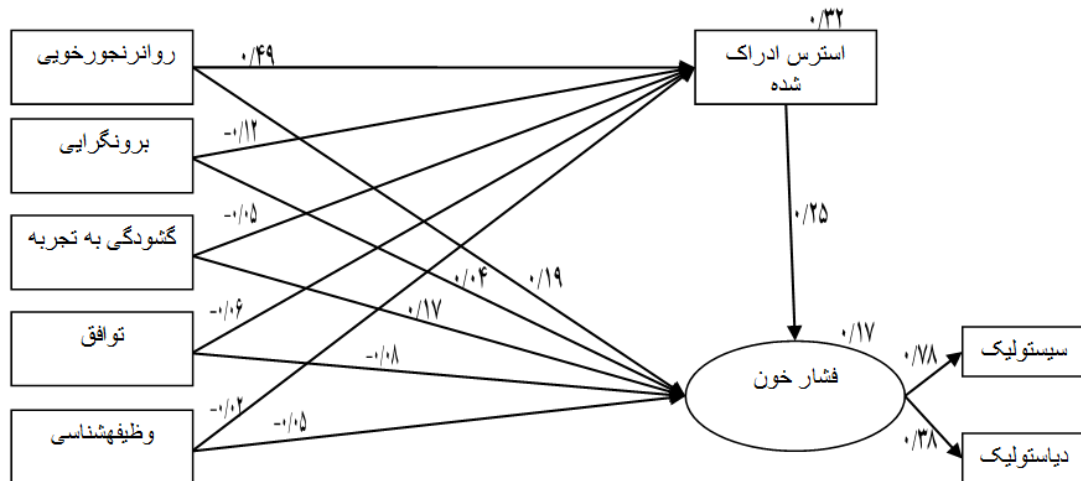 ۰/۳۲
روانرنجورخویی
۰/۴۹
استرس ادراک
شده
برونگرایی
-۰/۱۲
گشودگی به تجربه
-۰/۰۵
۰/۲۵
۰/۰۴
۰/۱۹
توافق
-۰/۰۶
۰/۱۷
-۰/۰۸
۰/۱۷
سیستولیک
۰/۷۸
فشار خون
وظیفهشناسی
-۰/۰۲
-۰/۰۵
۰/۳۸
دیاستولیک